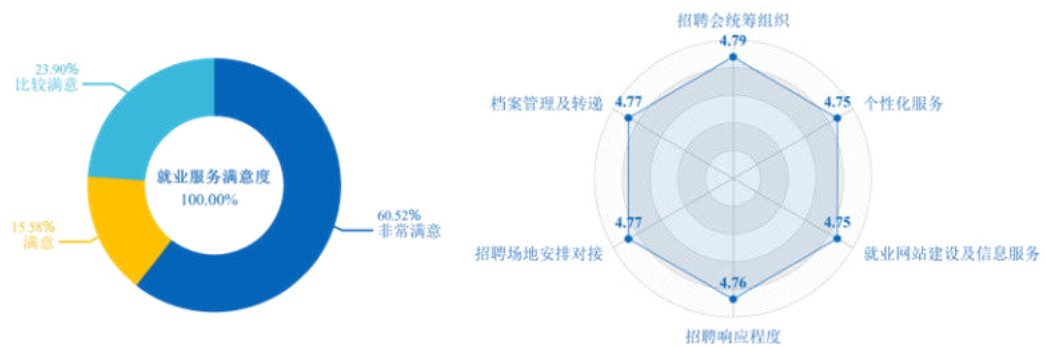 23.90%
比较满意
就业服务满意度
100.00%
15.58%
满意
60.52%
非常满意
招聘会统筹组织
4.79
档案管理及转递
4.77
4.75
个性化服务
招聘场地安排对接
4.77
4.75
就业网站建设及信息服务
4.76
招聘响应程度